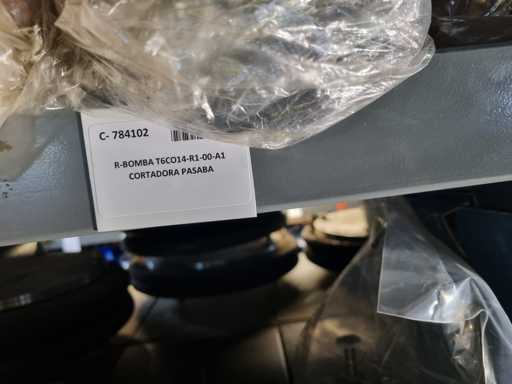 C- 784102
R-BOMBA T6CO14-R1-00-A1
CORTADORA PASABA